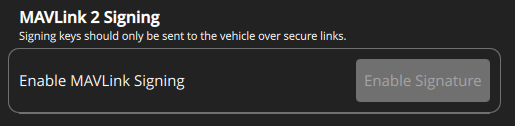 MAVLink 2 Signing
Signing keys should only be sent to the vehicle over secure links.
Enable MAVLink Signing
Enable Signature